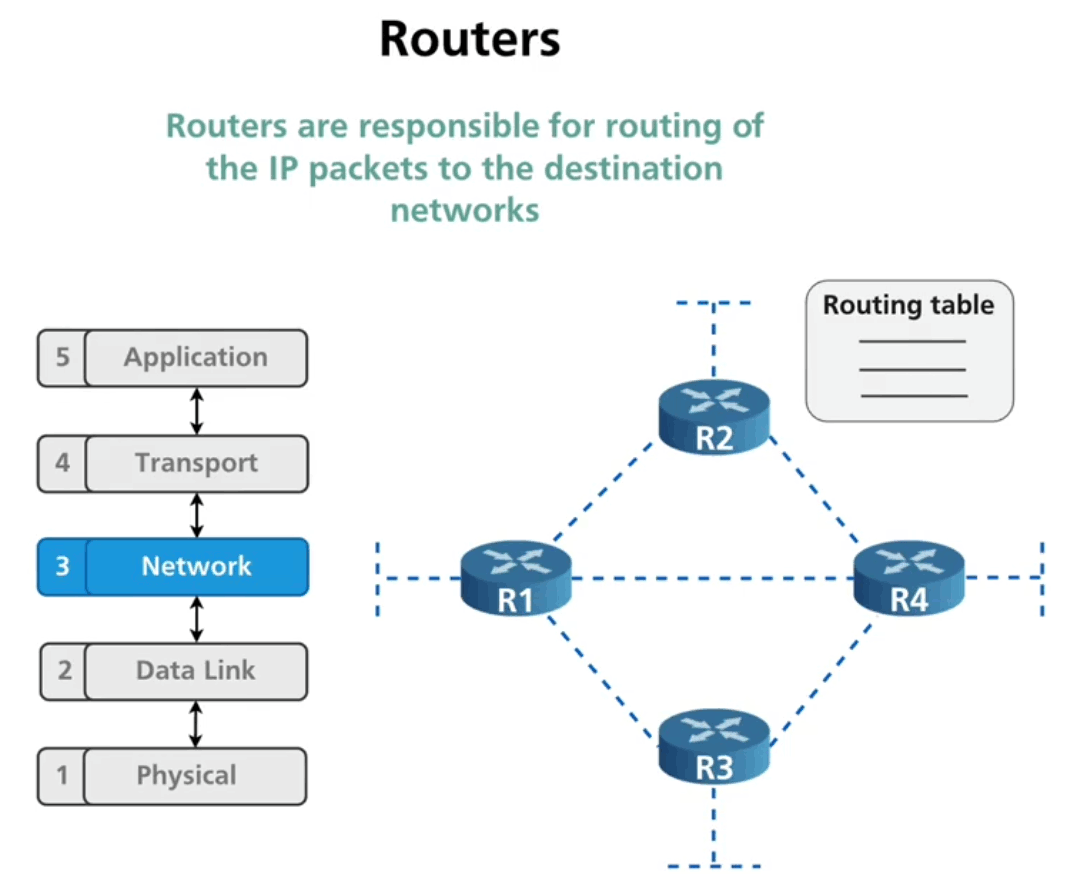 Routers
Routers are responsible for routing of
the IP packets to the destination
networks
5 Application
4 Transport
3 Network
2 Data Link
1 Physical
Routing table
R2
R1
R4
R3